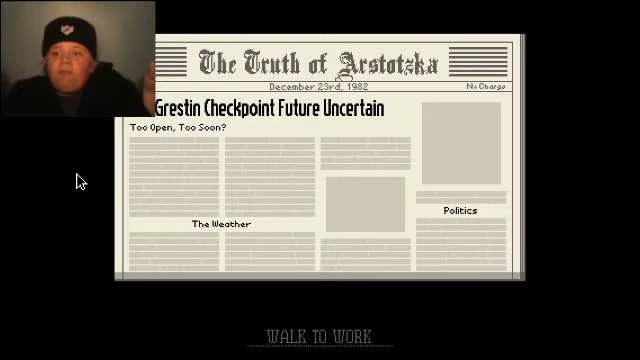 The Truth of Arstotzka
December 23rd, 1982
No Charge
Grestin Checkpoint Future Uncertain
Too Open, Too Soon?
The Weather
Politics
WALK TO WORK